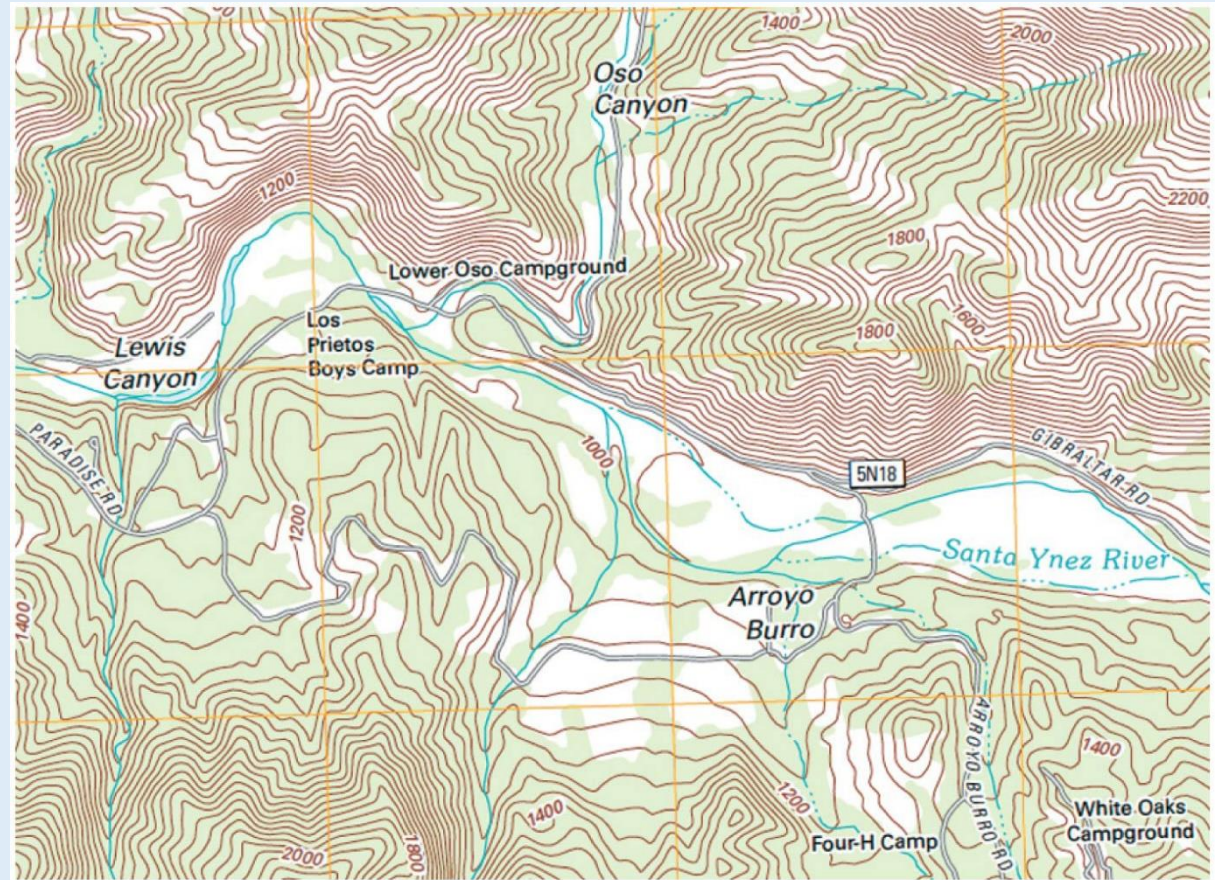 1400
2000
Oso
Canyon
1200
2200
1800
Lower Oso Campground
Los
Prietos
Boys Camp
1600
1800
Lewis
Canyon
PARADISE RD
1000
GIBRALTAR RD
5N18
1200
Santa Ynez River
Arroyo
Burro
1400
ARROYO BURRO RD
1400
1200
White Oaks
Campground
1400
Four-H Camp
2000
1800